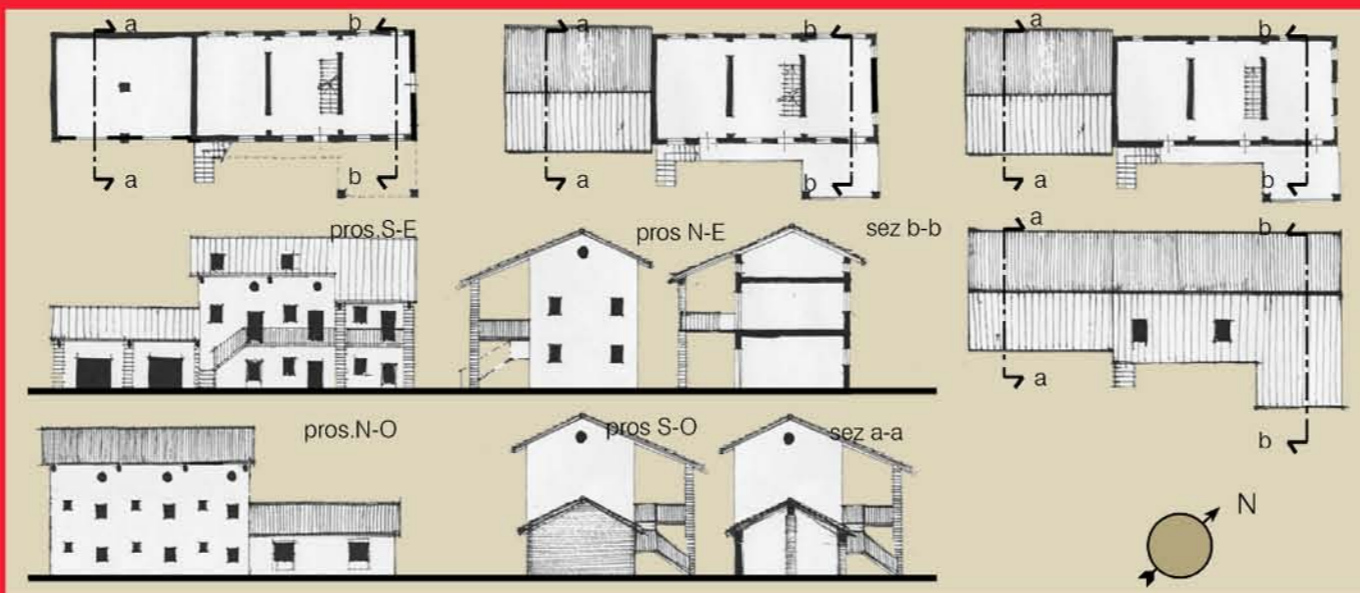 a b b a
a b
a b
a b
pros.S-E
pros N-E
sez b-b
a b
a
b
pros.N-O
pros S-O
sez a-a
N